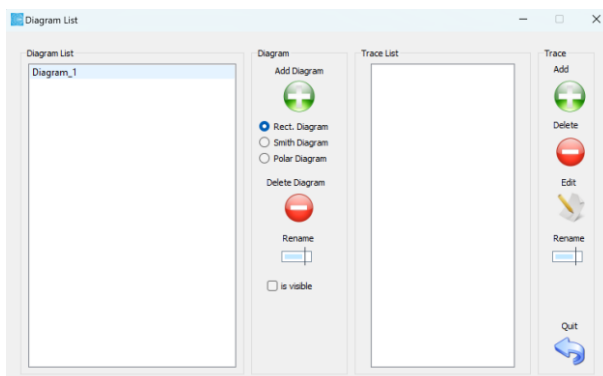 Diagram List
Diagram List
Diagram_1
Diagram
Add Diagram
Rect. Diagram
Smith Diagram
Polar Diagram
Delete Diagram
Rename
is visible
Trace List
Trace
Add
Delete
Edit
Rename
Quit